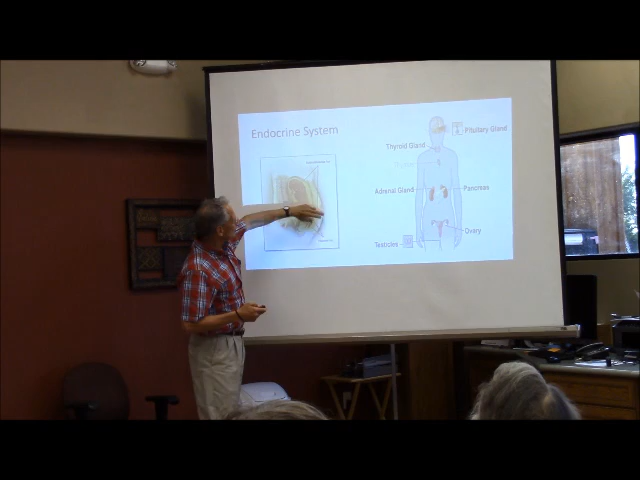 Endocrine System
Pituitary Gland
Thyroid Gland
Adrenal Gland
Pancreas
Ovary
Testicles